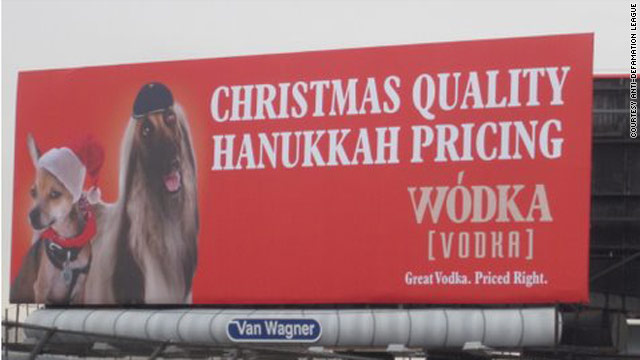 CHRISTMAS QUALITY
HANUKKAH PRICING
WÓDKA
[VODKA]
Great Vodka. Priced Right.
Van Wagner
COURTESY ANTI-DEFAMATION LEAGUE